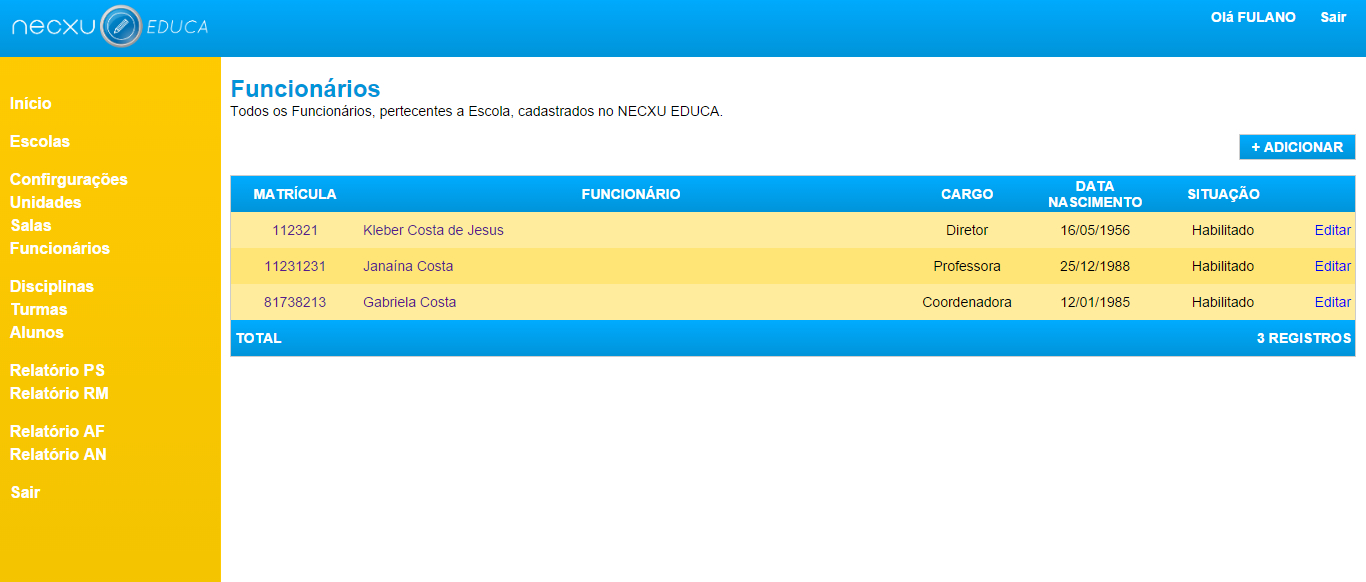 necxu EDUCA
Olá FULANO Sair
Inicio
Escolas
Confirgurações
Unidades
Salas
Funcionários
Disciplinas
Turmas
Alunos
Relatório PS
Relatório RM
Relatório AF
Relatório AN
Sair
Funcionários
Todos os Funcionários, pertecentes a Escola, cadastrados no NECXU EDUCA.
+ ADICIONAR
MATRÍCULA FUNCIONÁRIO CARGO DATA NASCIMENTO SITUAÇÃO
112321 Kleber Costa de Jesus Diretor 16/05/1956 Habilitado Editar
11231231 Janaína Costa Professora 25/12/1988 Habilitado Editar
81738213 Gabriela Costa Coordenadora 12/01/1985 Habilitado Editar
TOTAL 3 REGISTROS